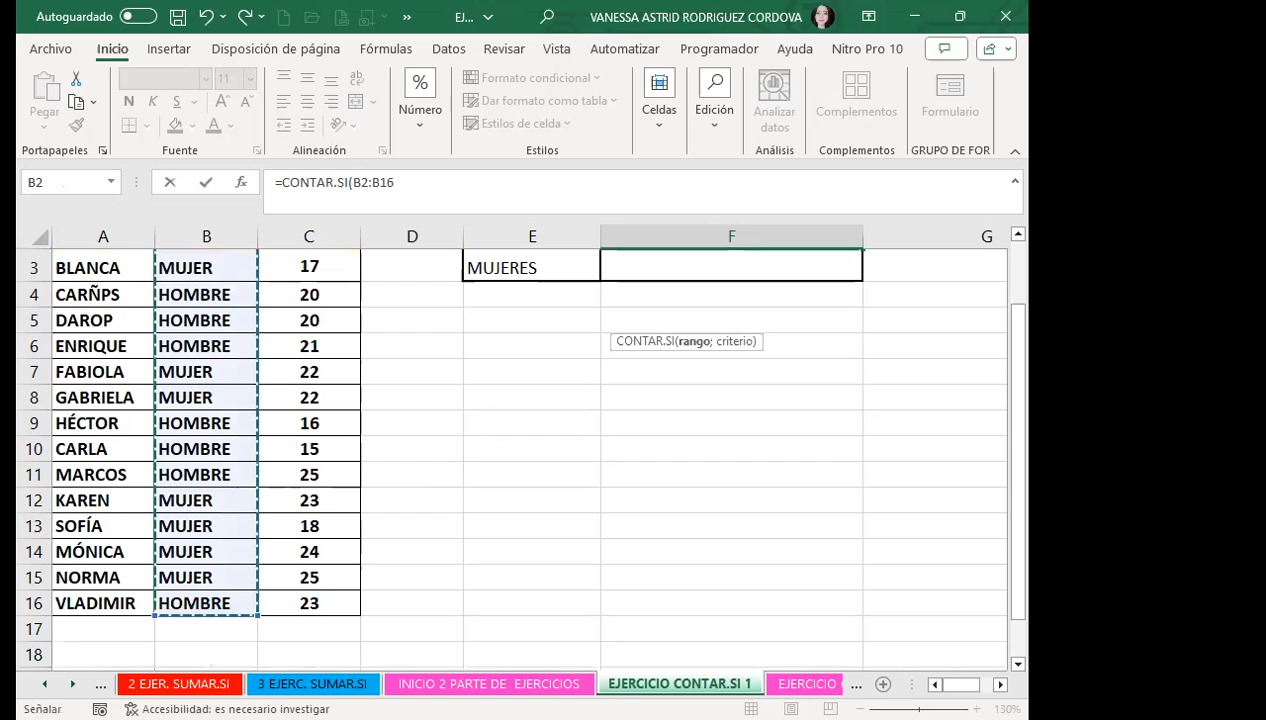 Autoguardado EJ... VANESSA ASTRID RODRIGUEZ CORDOVA
Archivo Inicio Insertar Disposición de página Fórmulas Datos Revisar Vista Automatizar Programador Ayuda Nitro Pro 10
Pegar 11 N K S A A A ab % Número Formato condicional Celdas Edición Analizar datos Complementos Formulario
Dar formato como tabla
Estilos de celda
Portapapeles Fuente Alineación Estilos Análisis Complementos GRUPO DE FOR
B2 fx =CONTAR.SI(B2:B16
A B C D E F G
3 BLANCA MUJER 17 MUJERES
4 CARÑPS HOMBRE 20
5 DAROP HOMBRE 20
6 ENRIQUE HOMBRE 21 CONTAR.SI(rango; criterio)
7 FABIOLA MUJER 22
8 GABRIELA MUJER 22
9 HÉCTOR HOMBRE 16
10 CARLA HOMBRE 15
11 MARCOS HOMBRE 25
12 KAREN MUJER 23
13 SOFÍA MUJER 18
14 MÓNICA MUJER 24
15 NORMA MUJER 25
16 VLADIMIR HOMBRE 23
17
18
... 2 EJER. SUMAR.SI 3 EJERC. SUMAR.SI INICIO 2 PARTE DE EJERCICIOS EJERCICIO CONTAR.SI 1 EJERCICIO ...
Señalar Accesibilidad: es necesario investigar 130%